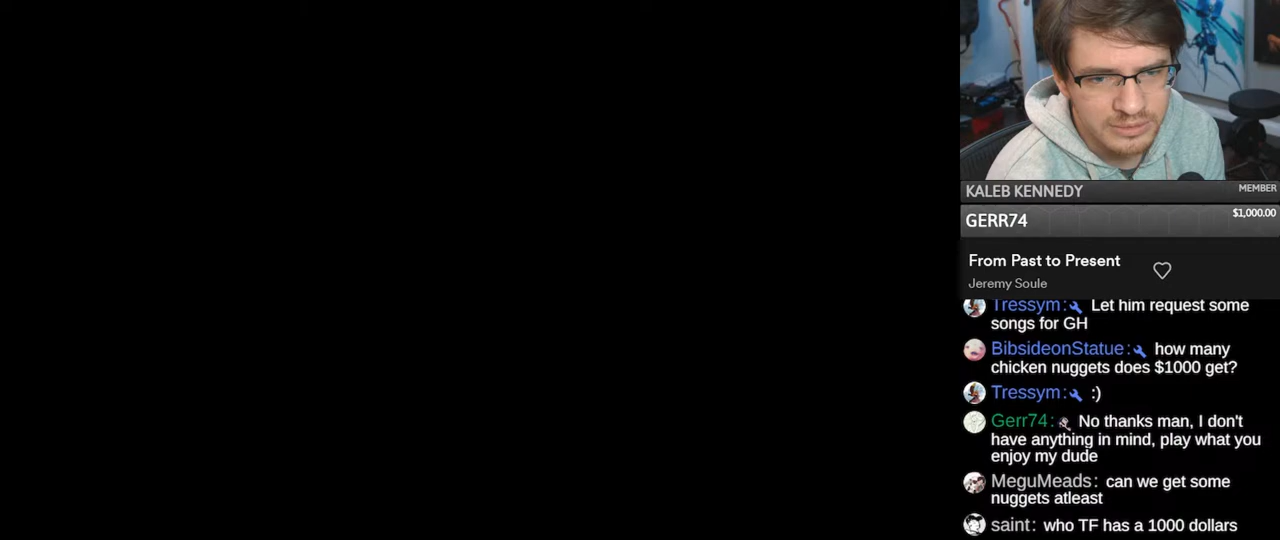 KALEB KENNEDY
MEMBER
GERR74
$1,000.00
From Past to Present
Jeremy Soule
Tressym: Let him request some
songs for GH
BibsideonStatue: how many
chicken nuggets does $1000 get?
Tressym: :)
Gerr74: No thanks man, I don't
have anything in mind, play what you
enjoy my dude
MeguMeads: can we get some
nuggets atleast
saint: who TF has a 1000 dollars